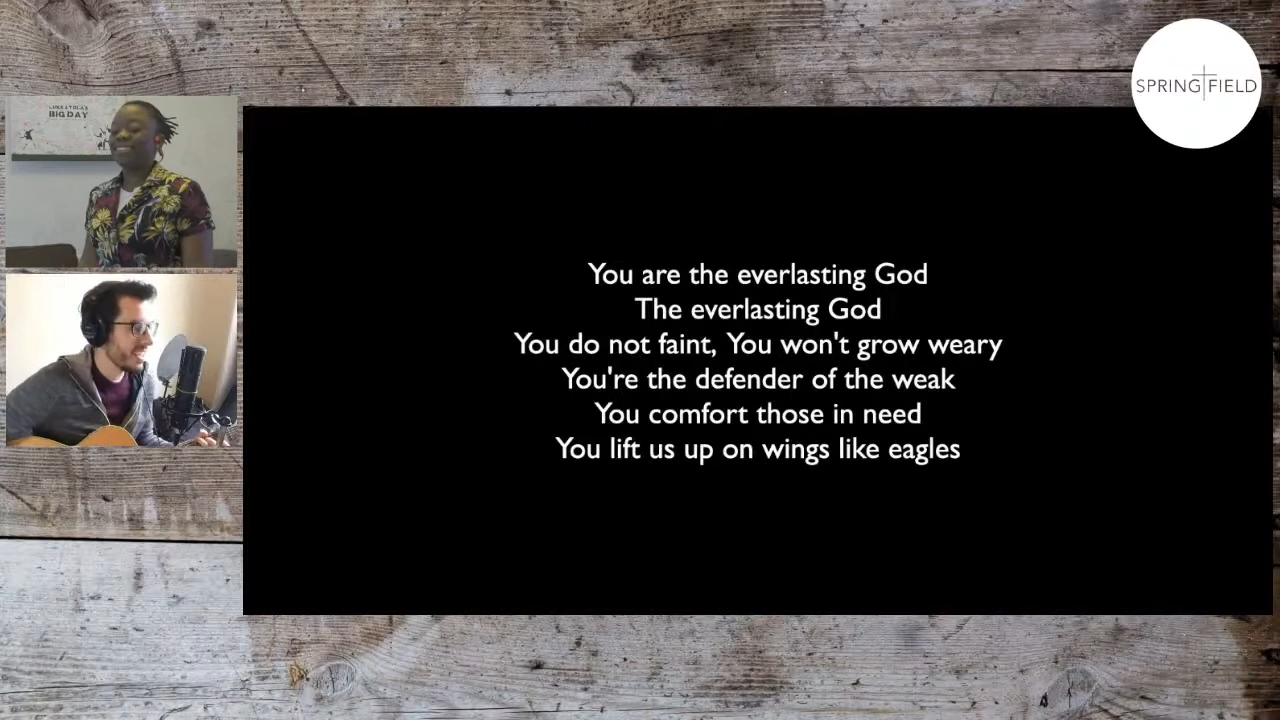 SPRINGFIELD
LUKE & TOLA'S
BIG DAY
You are the everlasting God
The everlasting God
You do not faint, You won't grow weary
You're the defender of the weak
You comfort those in need
You lift us up on wings like eagles